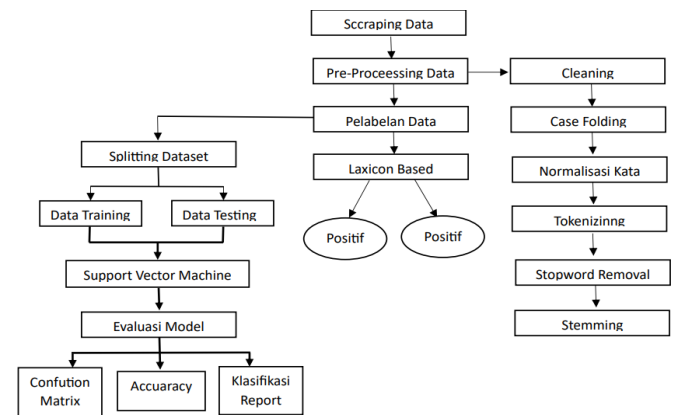 Sccraping Data
Pre-Proceessing Data
Cleaning
Pelabelan Data
Case Folding
Splitting Dataset
Laxicon Based
Normalisasi Kata
Data Training
Data Testing
Positif
Positif
Tokenizinng
Support Vector Machine
Stopword Removal
Evaluasi Model
Stemming
Confution
Matrix
Accuaracy
Klasifikasi
Report